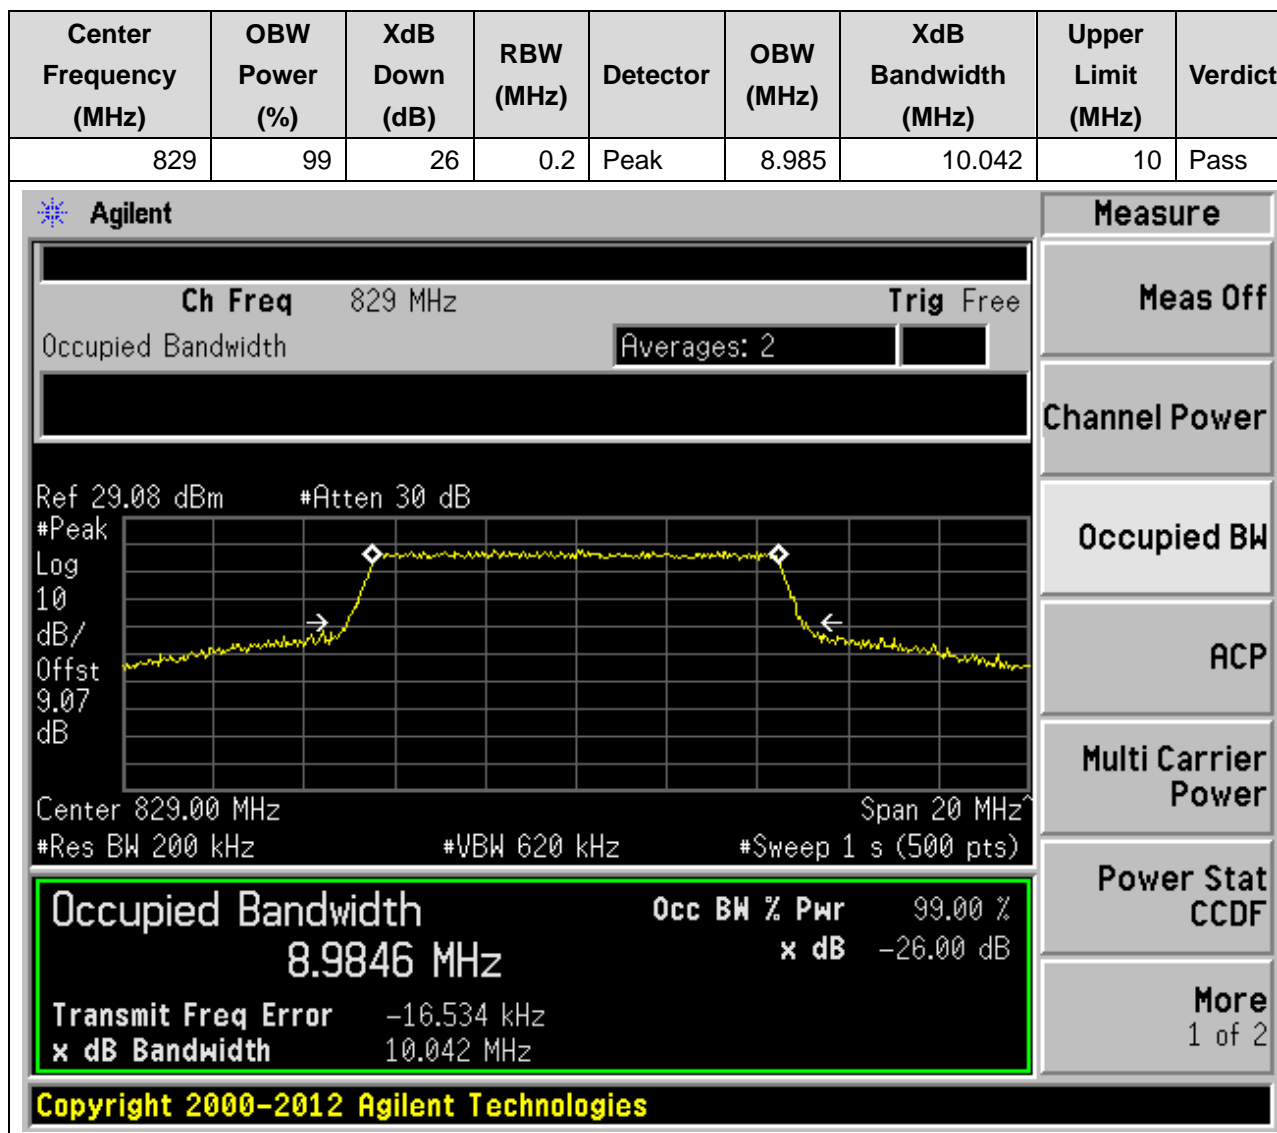 Center Frequency (MHz) OBW Power (%) XdB Down (dB) RBW (MHz) Detector OBW (MHz) XdB Bandwidth (MHz) Upper Limit (MHz) Verdict
829 99 26 0.2 Peak 8.985 10.042 10 Pass
Agilent
Measure
Ch Freq 829 MHz Trig Free
Meas Off
Occupied Bandwidth Averages: 2
Channel Power
Ref 29.08 dBm #Atten 30 dB
#Peak
Occupied BW
Log
10
dB/
Offst
ACP
9.07
dB
Multi Carrier
Power
Center 829.00 MHz Span 20 MHz^
#Res BW 200 kHz #VBW 620 kHz #Sweep 1 s (500 pts)
Power Stat
CCDF
Occupied Bandwidth Occ BW % Pwr 99.00 %
8.9846 MHz x dB -26.00 dB
More
1 of 2
Transmit Freq Error -16.534 kHz
x dB Bandwidth 10.042 MHz
Copyright 2000-2012 Agilent Technologies